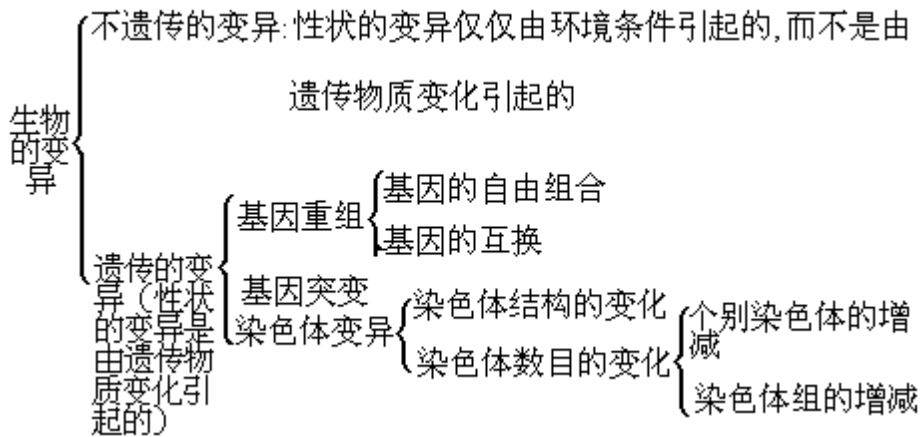 不遗传的变异:性状的变异仅仅由环境条件引起的,而不是由
遗传物质变化引起的
生物
的变
异
基因重组
基因的自由组合
基因的互换
遗传的变
异（性状
的变异是
由遗传物
质变化引
起的）
基因突变
染色体变异
染色体结构的变化
染色体数目的变化
个别染色体的增
减
染色体组的增减